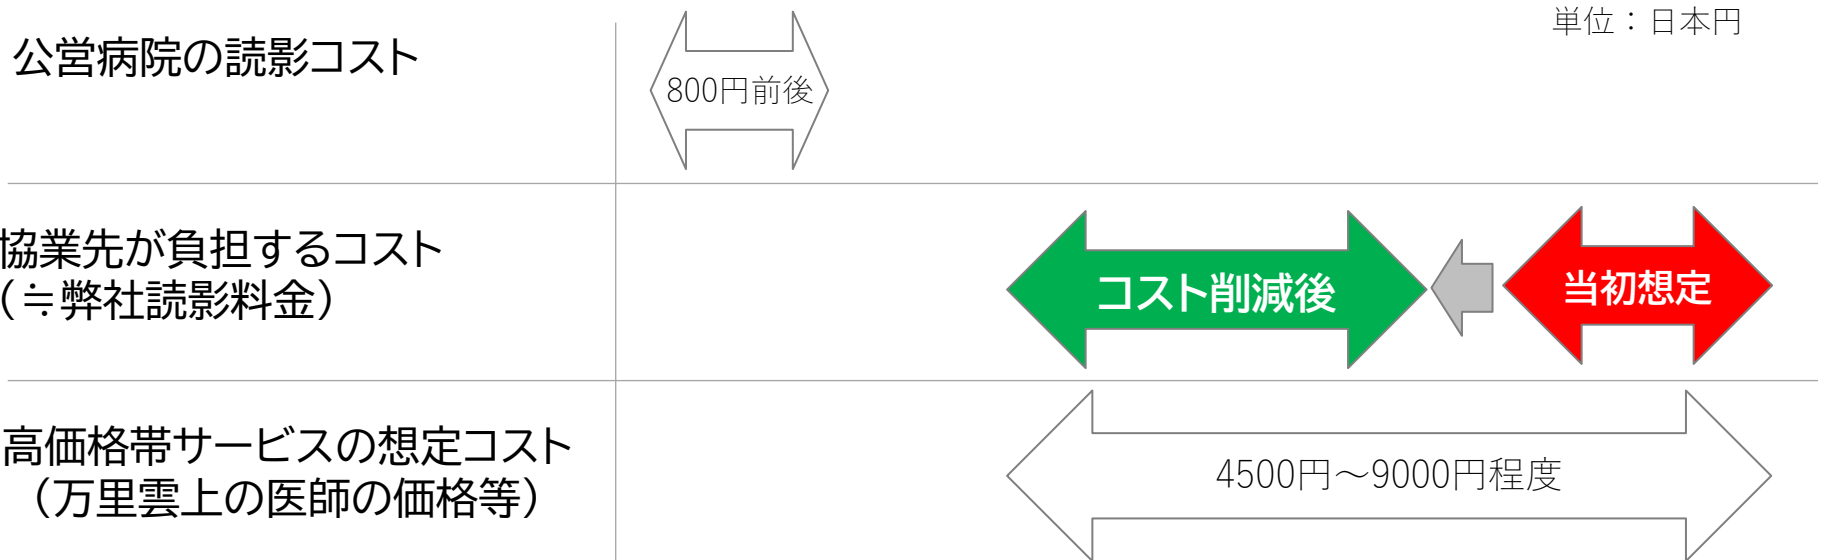 単位：日本円
公営病院の読影コスト
800円前後
協業先が負担するコスト
（≒弊社読影料金）
コスト削減後
当初想定
高価格帯サービスの想定コスト
（万里雲上の医師の価格等）
4500円～9000円程度